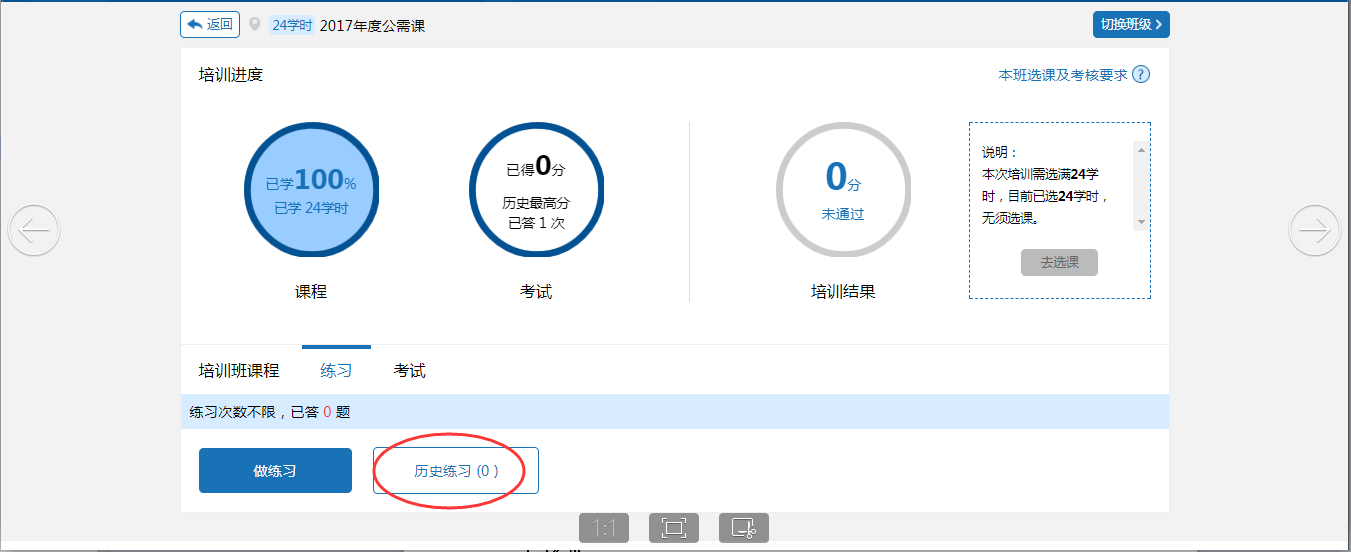 返回 24学时 2017年度公需课 切换班级
培训进度 本班选课及考核要求 ?
已学100%
已学 24学时
课程
已得0分
历史最高分
已答 1 次
考试
0分
未通过
培训结果
说明：
本次培训需选满24学
时，目前已选24学时，
无须选课。
去选课
培训班课程 练习 考试
练习次数不限，已答 0 题
做练习 历史练习 (0 )
1:1